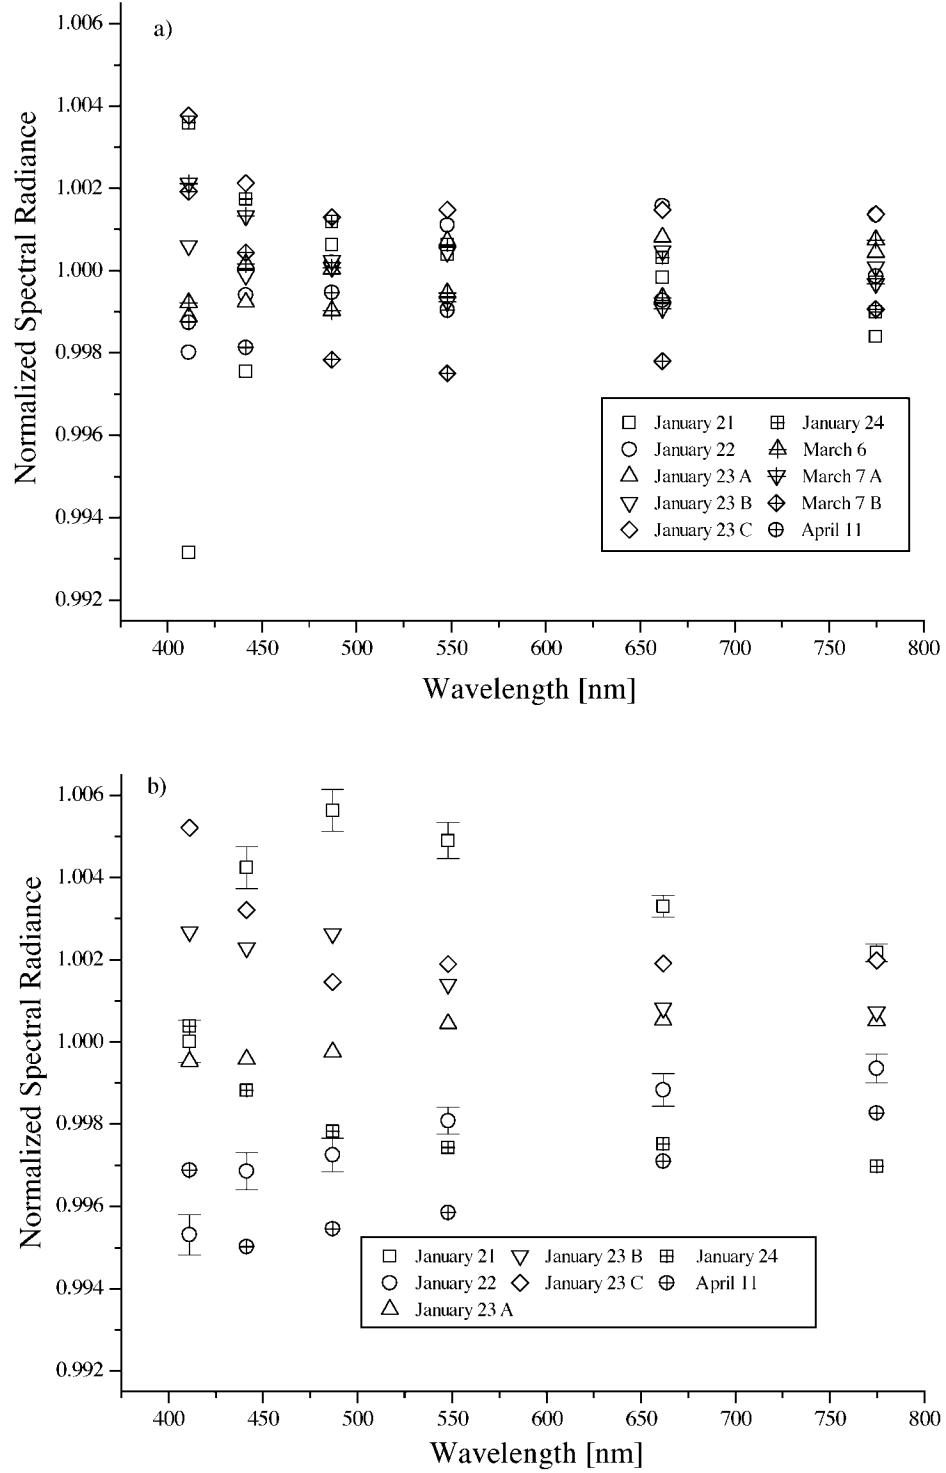 a)
1.006
1.004
1.002
1.000
0.998
0.996
0.994
0.992
Normalized Spectral Radiance
January 21 January 24
January 22 March 6
January 23 A March 7 A
January 23 B March 7 B
January 23 C April 11
400 450 500 550 600 650 700 750 800
Wavelength [nm]
b)
1.006
1.004
1.002
1.000
0.998
0.996
0.994
0.992
Normalized Spectral Radiance
January 21 January 23 B January 24
January 22 January 23 C April 11
January 23 A
400 450 500 550 600 650 700 750 800
Wavelength [nm]